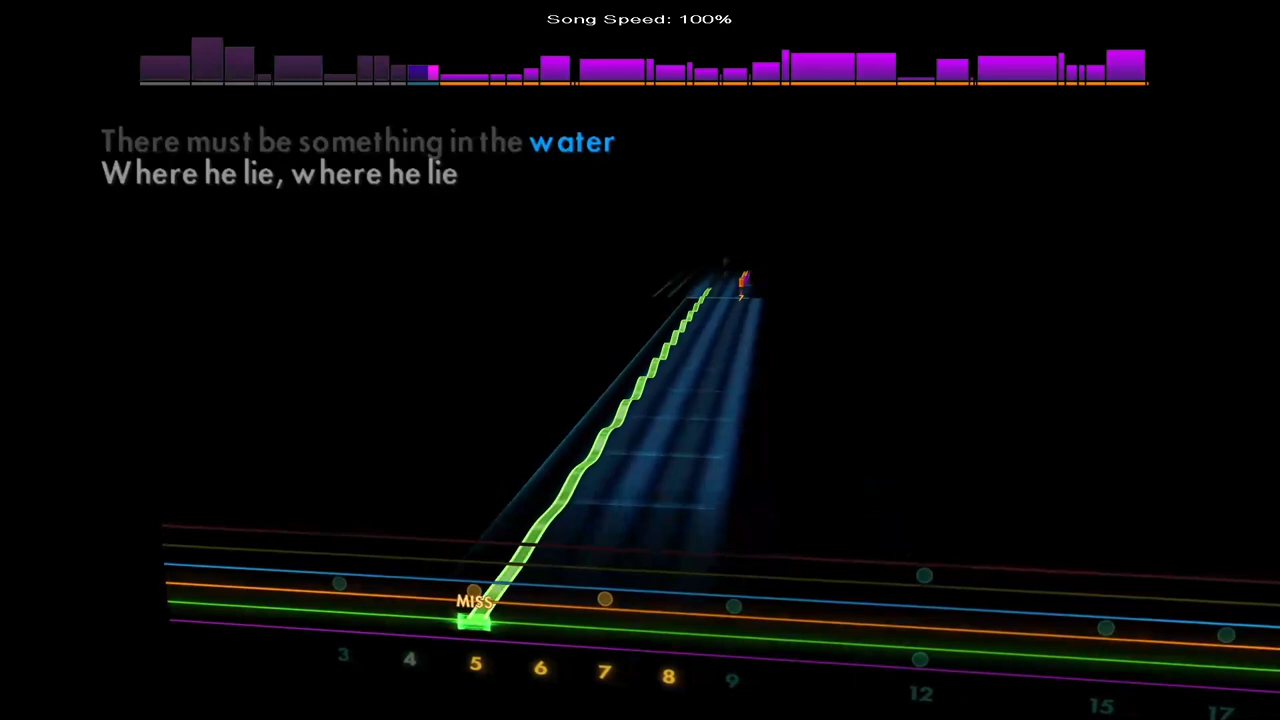 Song Speed: 100%
There must be something in the water
Where he lie, where he lie
7
MISS
3 4 5 6 7 8 9 12 15 17